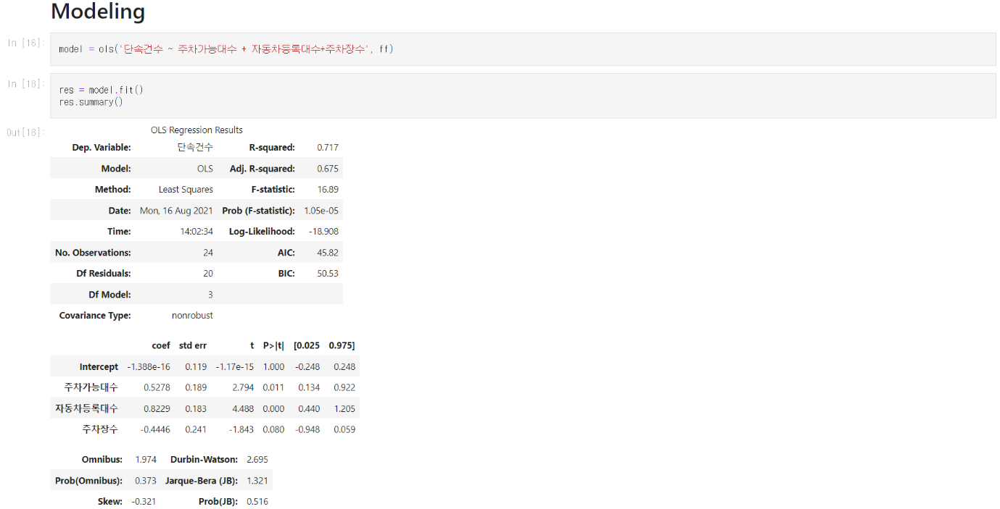 Modeling
In [16]:
model = ols('단속건수 ~ 주차가능대수 + 자동차등록대수+주차장수', ff)
In [18]:
res = model.fit()
res.summary()
Out[18]:
OLS Regression Results
Dep. Variable: 단속건수 R-squared: 0.717
Model: OLS Adj. R-squared: 0.675
Method: Least Squares F-statistic: 16.89
Date: Mon, 16 Aug 2021 Prob (F-statistic): 1.05e-05
Time: 14:02:34 Log-Likelihood: -18.908
No. Observations: 24 AIC: 45.82
Df Residuals: 20 BIC: 50.53
Df Model: 3
Covariance Type: nonrobust
coef std err t P>|t| [0.025 0.975]
Intercept -1.388e-16 0.119 -1.17e-15 1.000 -0.248 0.248
주차가능대수 0.5278 0.189 2.794 0.011 0.134 0.922
자동차등록대수 0.8229 0.183 4.488 0.000 0.440 1.205
주차장수 -0.4446 0.241 -1.843 0.080 -0.948 0.059
Omnibus: 1.974 Durbin-Watson: 2.695
Prob(Omnibus): 0.373 Jarque-Bera (JB): 1.321
Skew: -0.321 Prob(JB): 0.516